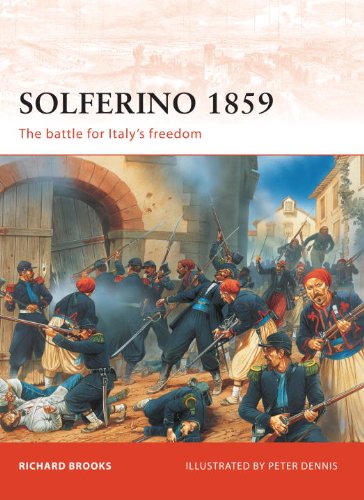 SOLFERINO 1859
The battle for Italy's freedom
RICHARD BROOKS
ILLUSTRATED BY PETER DENNIS